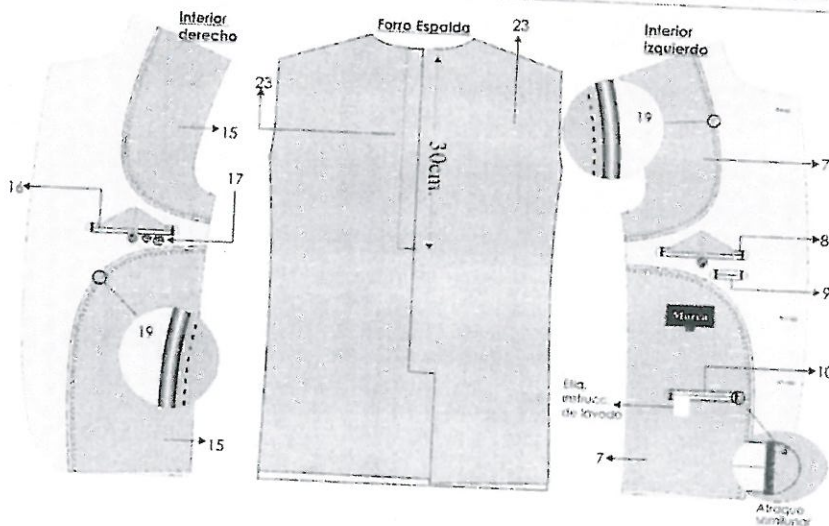 Interior
derecho
Forro Espalda
23
Interior
izquierdo
23
15
19
7
16
17
30cm.
8
9
19
Marca
10
Etiq.
instrucc.
de lavado
15
7
Atraque
semilunar